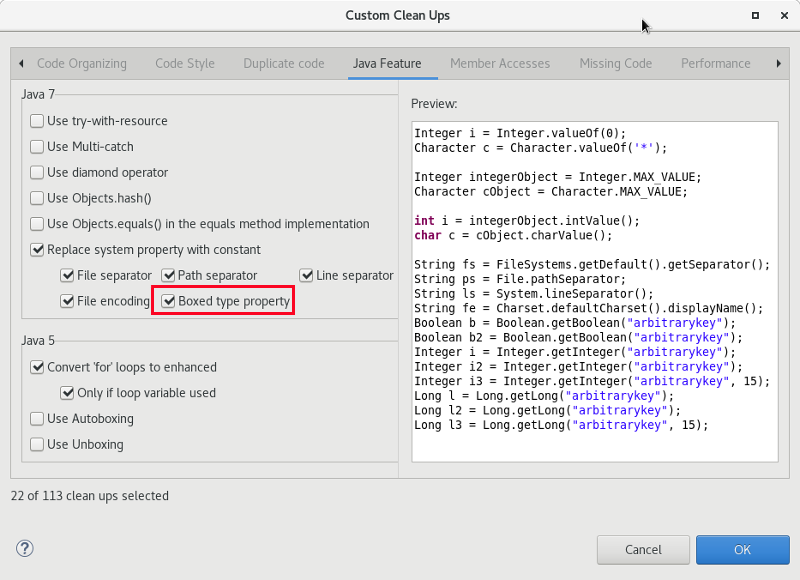 Custom Clean Ups
Code Organizing Code Style Duplicate code Java Feature Member Accesses Missing Code Performance
Java 7
Use try-with-resource
Use Multi-catch
Use diamond operator
Use Objects.hash()
Use Objects.equals() in the equals method implementation
Replace system property with constant
File separator Path separator Line separator
File encoding Boxed type property
Java 5
Convert 'for' loops to enhanced
Only if loop variable used
Use Autoboxing
Use Unboxing
Preview:
Integer i = Integer.valueOf(0);
Character c = Character.valueOf('*');
Integer integerObject = Integer.MAX_VALUE;
Character cObject = Character.MAX_VALUE;
int i = integerObject.intValue();
char c = cObject.charValue();
String fs = FileSystems.getDefault().getSeparator();
String ps = File.pathSeparator;
String ls = System.lineSeparator();
String fe = Charset.defaultCharset().displayName();
Boolean b = Boolean.getBoolean("arbitrarykey");
Boolean b2 = Boolean.getBoolean("arbitrarykey");
Integer i = Integer.getInteger("arbitrarykey");
Integer i2 = Integer.getInteger("arbitrarykey");
Integer i3 = Integer.getInteger("arbitrarykey", 15);
Long l = Long.getLong("arbitrarykey");
Long l2 = Long.getLong("arbitrarykey");
Long l3 = Long.getLong("arbitrarykey", 15);
22 of 113 clean ups selected
?
Cancel OK